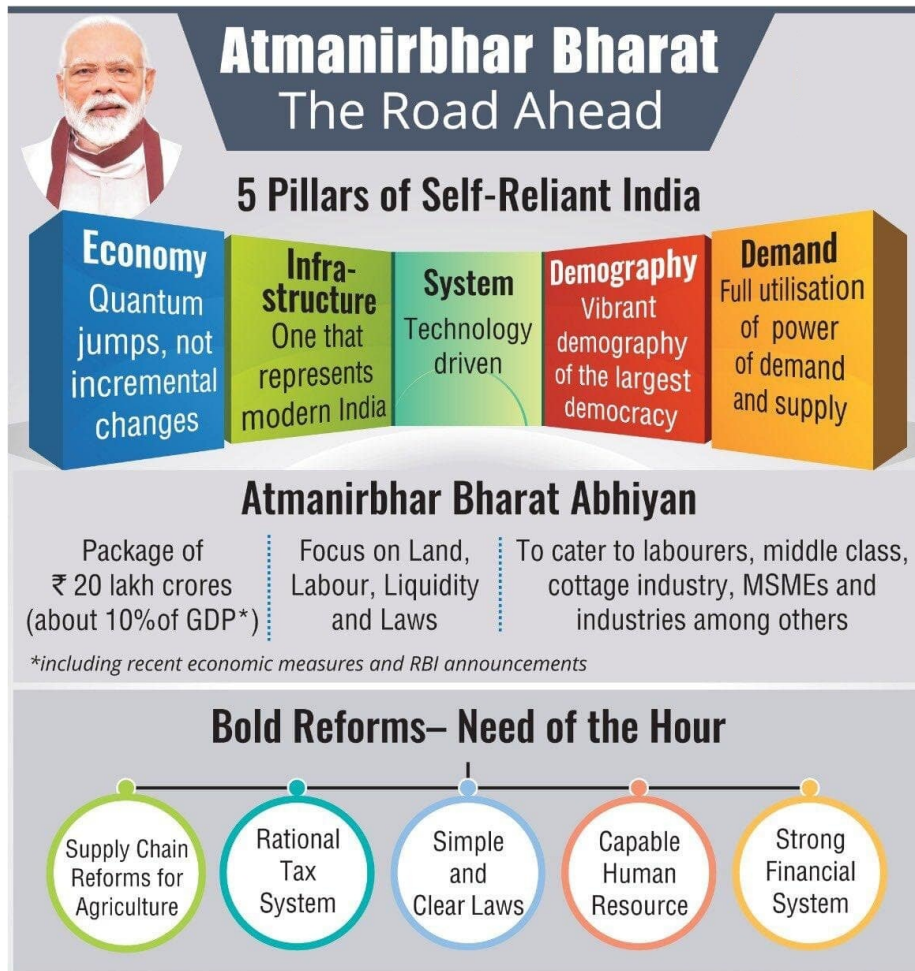 Atmanirbhar Bharat
The Road Ahead
5 Pillars of Self-Reliant India
Economy
Quantum
jumps, not
incremental
changes
Infra-
structure
One that
represents
modern India
System
Technology
driven
Demography
Vibrant
demography
of the largest
democracy
Demand
Full utilisation
of power
of demand
and supply
Atmanirbhar Bharat Abhiyan
Package of
₹ 20 lakh crores
(about 10%of GDP*)
Focus on Land,
Labour, Liquidity
and Laws
To cater to labourers, middle class,
cottage industry, MSMEs and
industries among others
*including recent economic measures and RBI announcements
Bold Reforms– Need of the Hour
Supply Chain
Reforms for
Agriculture
Rational
Tax
System
Simple
and
Clear Laws
Capable
Human
Resource
Strong
Financial
System